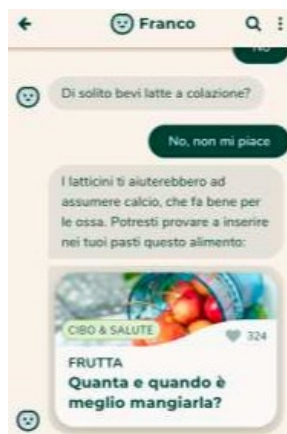 Franco
No
Di solito bevi latte a colazione?
No, non mi piace
I latticini ti aiuterebbero ad
assumere calcio, che fa bene per
le ossa. Potresti provare a inserire
nei tuoi pasti questo alimento:
CIBO & SALUTE
324
FRUTTA
Quanta e quando è
meglio mangiarla?